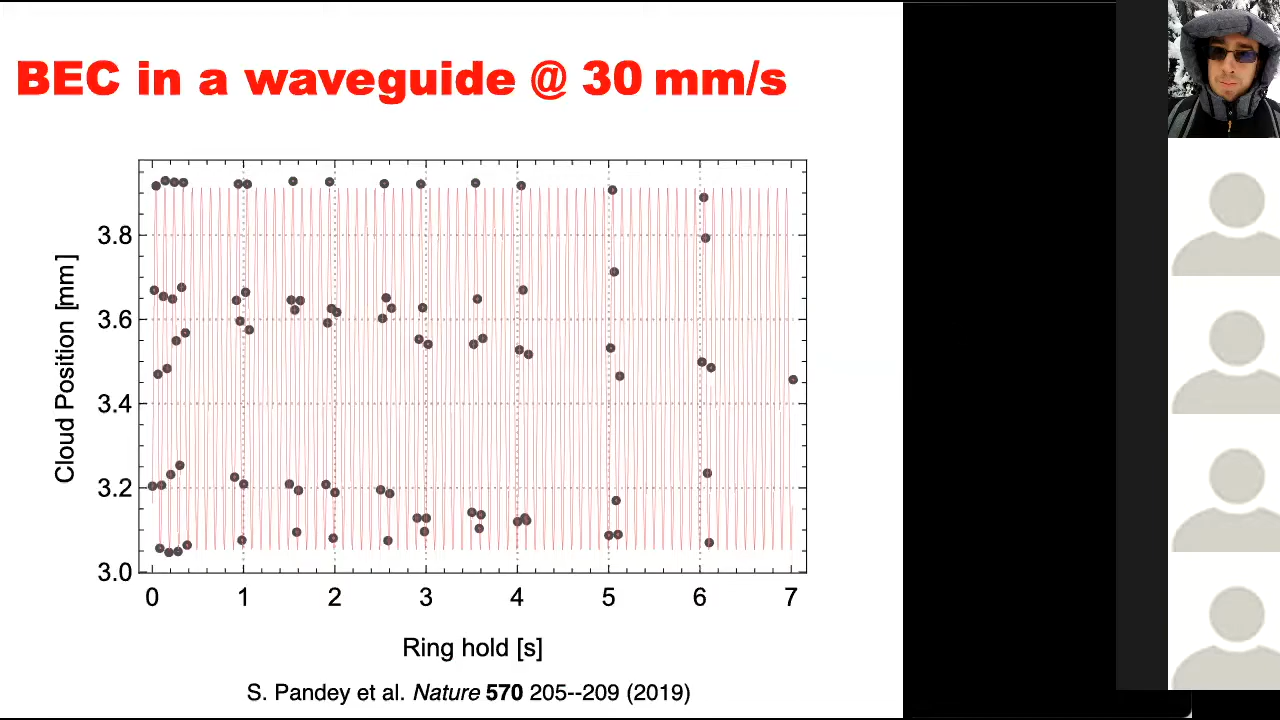 BEC in a waveguide @ 30 mm/s
3.8
3.6
3.4
3.2
3.0
Cloud Position [mm]
0 1 2 3 4 5 6 7
Ring hold [s]
S. Pandey et al. Nature 570 205--209 (2019)